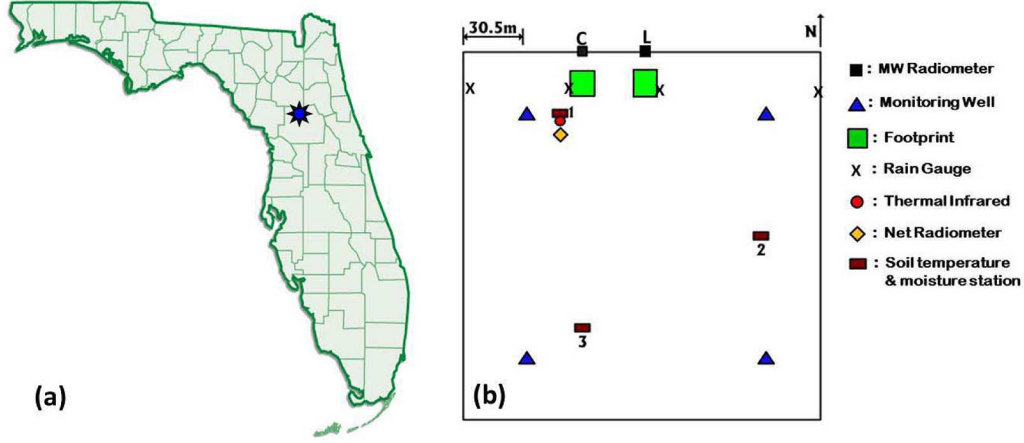 30.5m
C
L
N
X
X
X
X
1
2
3
: MW Radiometer
: Monitoring Well
: Footprint
X : Rain Gauge
: Thermal Infrared
: Net Radiometer
: Soil temperature
& moisture station
(a)
(b)